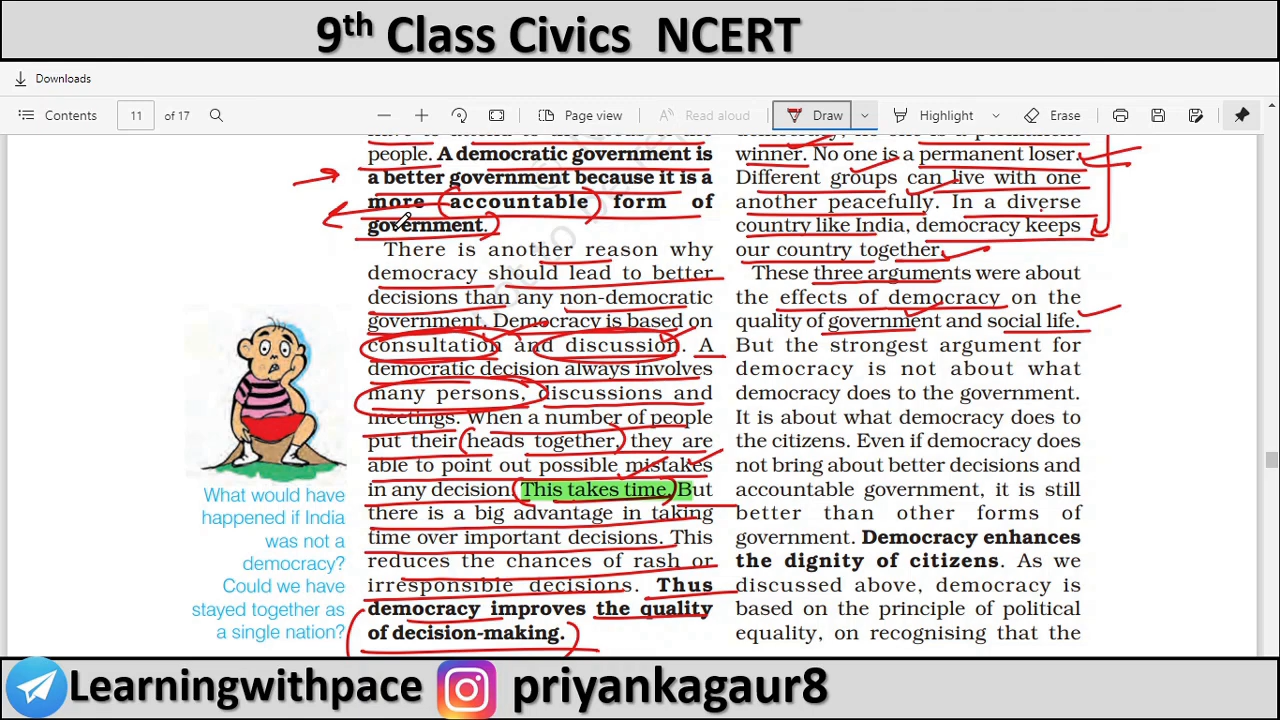 9th Class Civics NCERT
Downloads
Contents 11 of 17 Page view Read aloud Draw Highlight Erase
people. A democratic government is
a better government because it is a
more accountable form of
government.
There is another reason why
democracy should lead to better
decisions than any non-democratic
government. Democracy is based on
consultation and discussion. A
democratic decision always involves
many persons, discussions and
meetings. When a number of people
put their heads together, they are
able to point out possible mistakes
in any decision. This takes time. But
there is a big advantage in taking
time over important decisions. This
reduces the chances of rash or
irresponsible decisions. Thus
democracy improves the quality
of decision-making.
What would have
happened if India
was not a
democracy?
Could we have
stayed together as
a single nation?
winner. No one is a permanent loser.
Different groups can live with one
another peacefully. In a diverse
country like India, democracy keeps
our country together.
These three arguments were about
the effects of democracy on the
quality of government and social life.
But the strongest argument for
democracy is not about what
democracy does to the government.
It is about what democracy does to
the citizens. Even if democracy does
not bring about better decisions and
accountable government, it is still
better than other forms of
government. Democracy enhances
the dignity of citizens. As we
discussed above, democracy is
based on the principle of political
equality, on recognising that the
Learningwithpace priyankagaur8